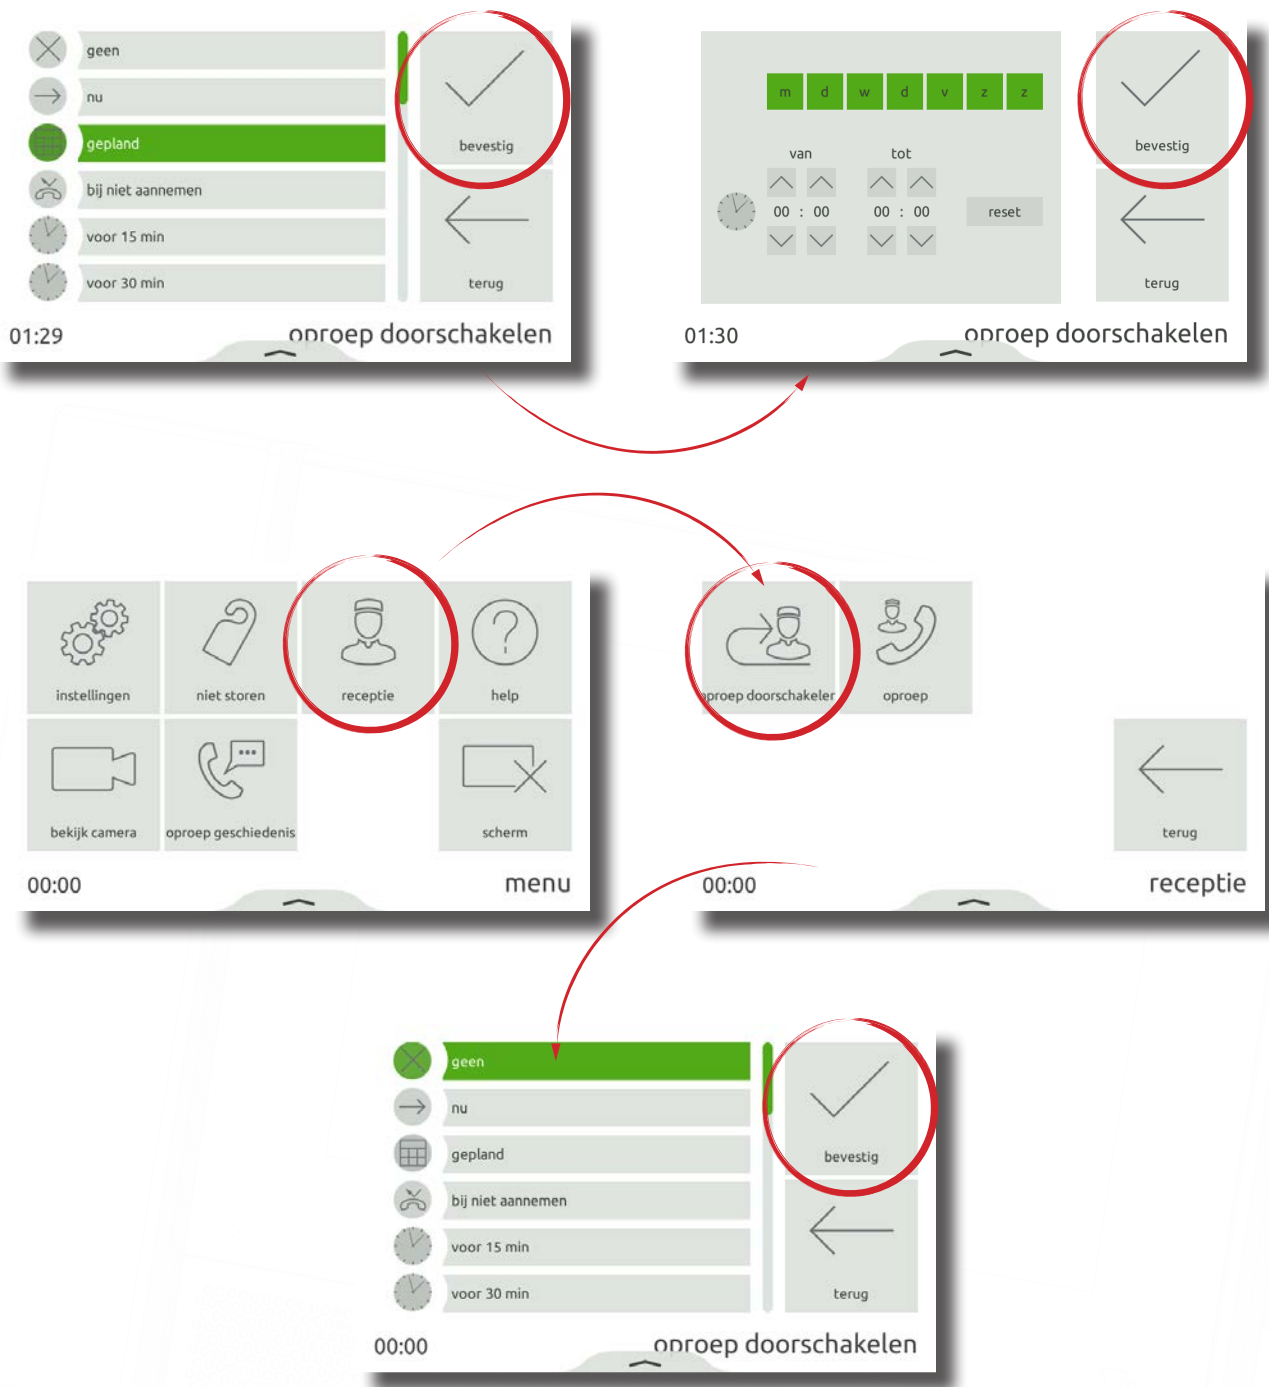 geen
nu
gepland
bij niet aannemen
voor 15 min
voor 30 min
bevestig
terug
01:29
oproep doorschakelen
m d w d v z z
van tot
00 : 00 00 : 00 reset
bevestig
terug
01:30
oproep doorschakelen
instellingen niet storen receptie help
bekijk camera oproep geschiedenis scherm
00:00
menu
oproep doorschakeler oproep
terug
00:00
receptie
geen
nu
gepland
bij niet aannemen
voor 15 min
voor 30 min
bevestig
terug
00:00
oproep doorschakelen